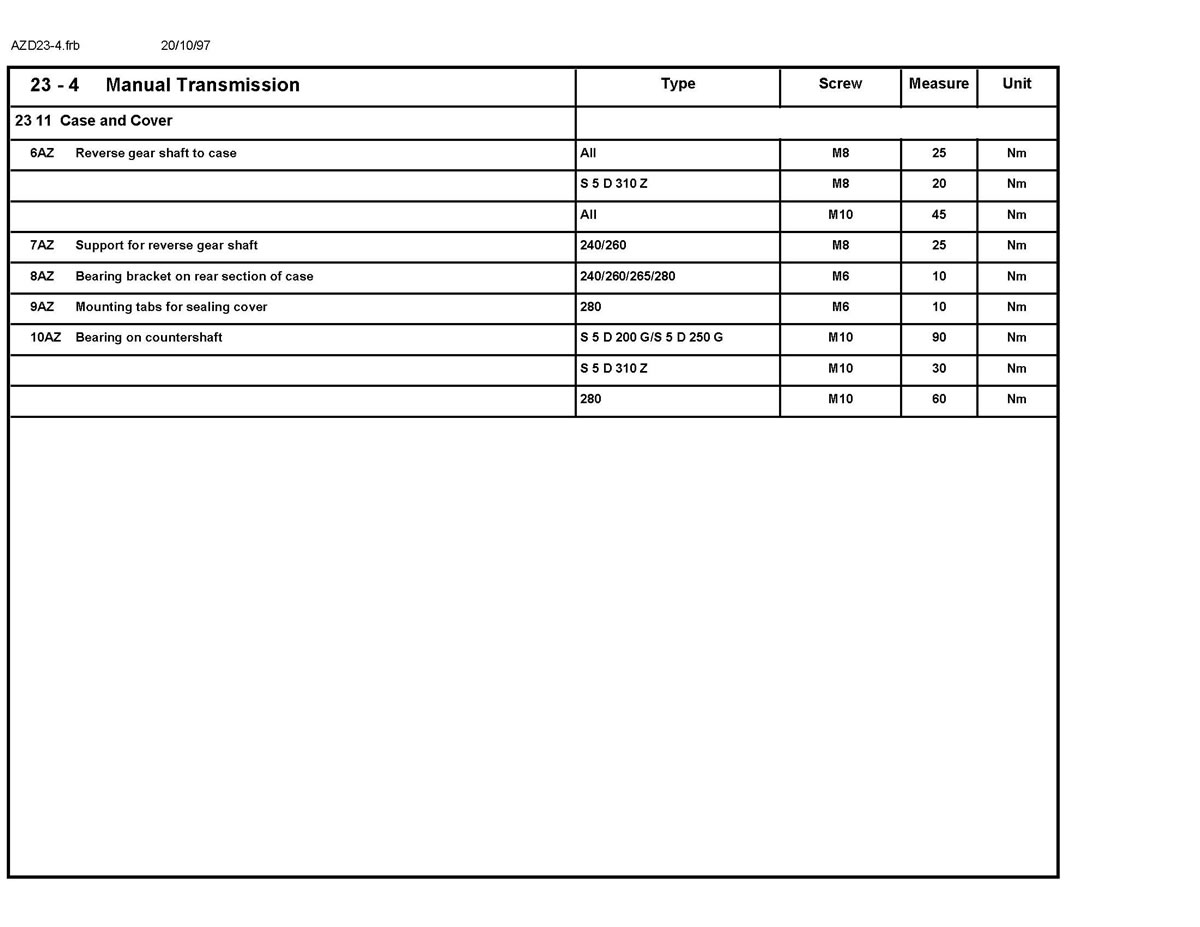 AZD23-4.frb 20/10/97
23 - 4 Manual Transmission Type Screw Measure Unit
23 11 Case and Cover
6AZ Reverse gear shaft to case All M8 25 Nm
S 5 D 310 Z M8 20 Nm
All M10 45 Nm
7AZ Support for reverse gear shaft 240/260 M8 25 Nm
8AZ Bearing bracket on rear section of case 240/260/265/280 M6 10 Nm
9AZ Mounting tabs for sealing cover 280 M6 10 Nm
10AZ Bearing on countershaft S 5 D 200 G/S 5 D 250 G M10 90 Nm
S 5 D 310 Z M10 30 Nm
280 M10 60 Nm